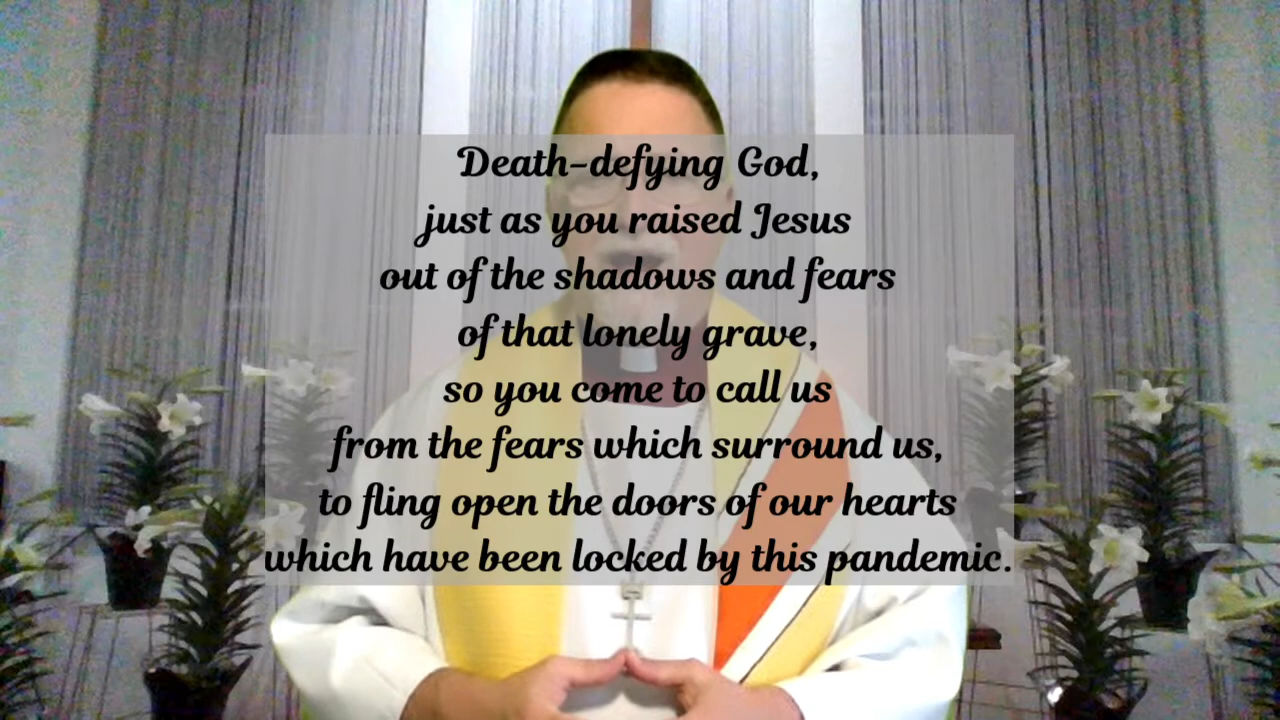 Death-defying God,
just as you raised Jesus
out of the shadows and fears
of that lonely grave,
so you come to call us
from the fears which surround us,
to fling open the doors of our hearts
which have been locked by this pandemic.